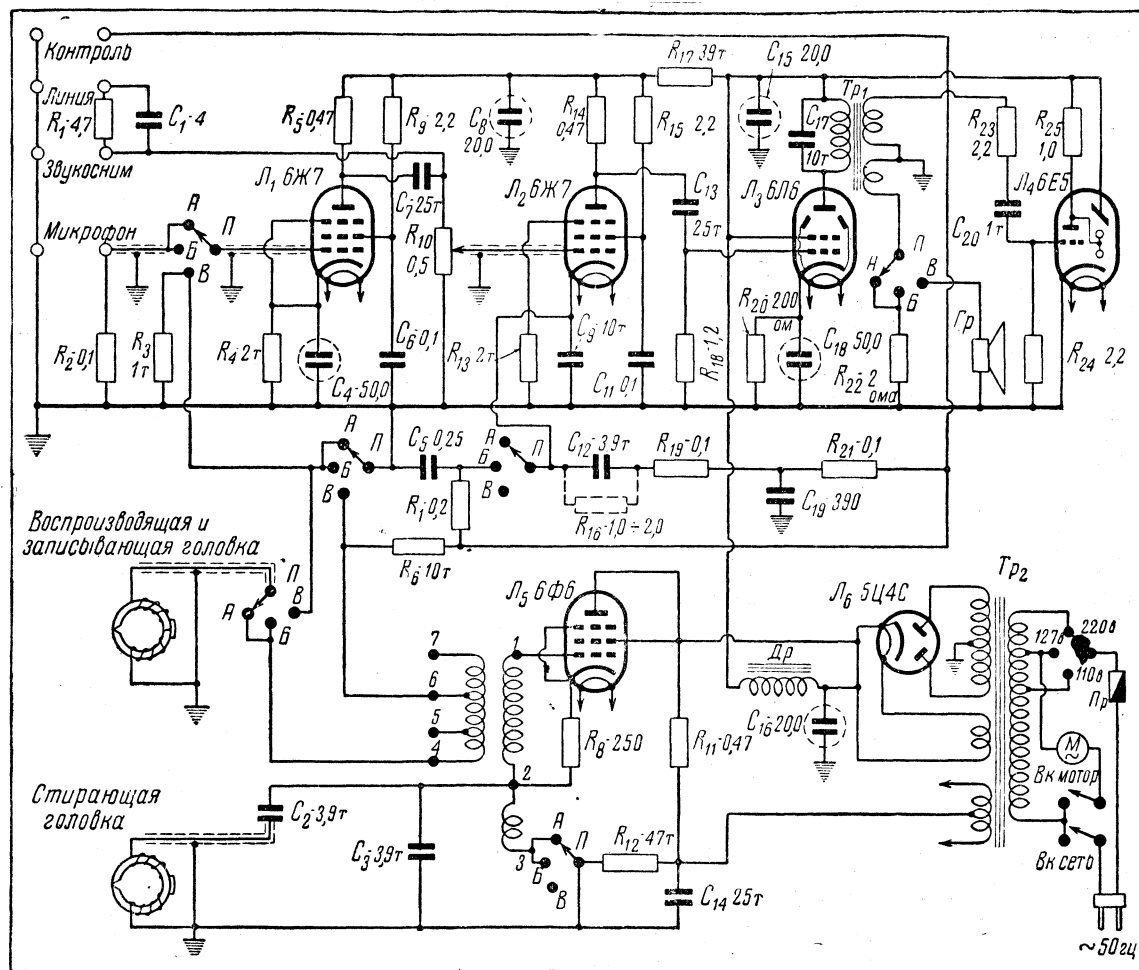 Контроль
Линия
R₁-4,7
C₁-4
Звукосним
Микрофон
А
Б
В
П
R₂-0,1
R₃
1т
R₄-2т
Л₁ 6Ж7
R₅-0,47
R₉-2,2
C₇-25т
R₁₀
0,5
C₄-50,0
C₆-0,1
C₈
20,0
Л₂ 6Ж7
R₁₄
0,47
R₁₅ 2,2
R₁₇ 39т
C₁₃
25т
R₁₃-2т
C₉-10т
C₁₁ 0,1
R₁₈-1,2
C₁₅ 20,0
C₁₇
10т
Тр₁
Л₃ 6Л6
R₂₀-200
ом
C₁₈ 50,0
R₂₂-2
ома
П
Н
Б
В
Гр
R₂₃
2,2
R₂₅
1,0
Л₄ 6Е5
C₂₀
1т
R₂₄ 2,2
А
Б
В
П
C₅-0,25
R₁-0,2
А
Б
В
П
C₁₂-3,9т
R₁₆-1,0÷2,0
R₁₉-0,1
C₁₉-390
R₂₁-0,1
R₆-10т
Воспроизводящая и
записывающая головка
П
А
В
Б
7
6
5
4
1
2
3
Л₅ 6Ф6
R₈-250
R₁₁-0,47
Др
C₁₆-20,0
Л₆ 5Ц4С
Тр₂
127в
220в
110в
Пр
М
~
Вк мотор
Вк сеть
~50гц
Стирающая
головка
C₂-3,9т
C₃-3,9т
А
П
Б
В
R₁₂-47т
C₁₄ 25т